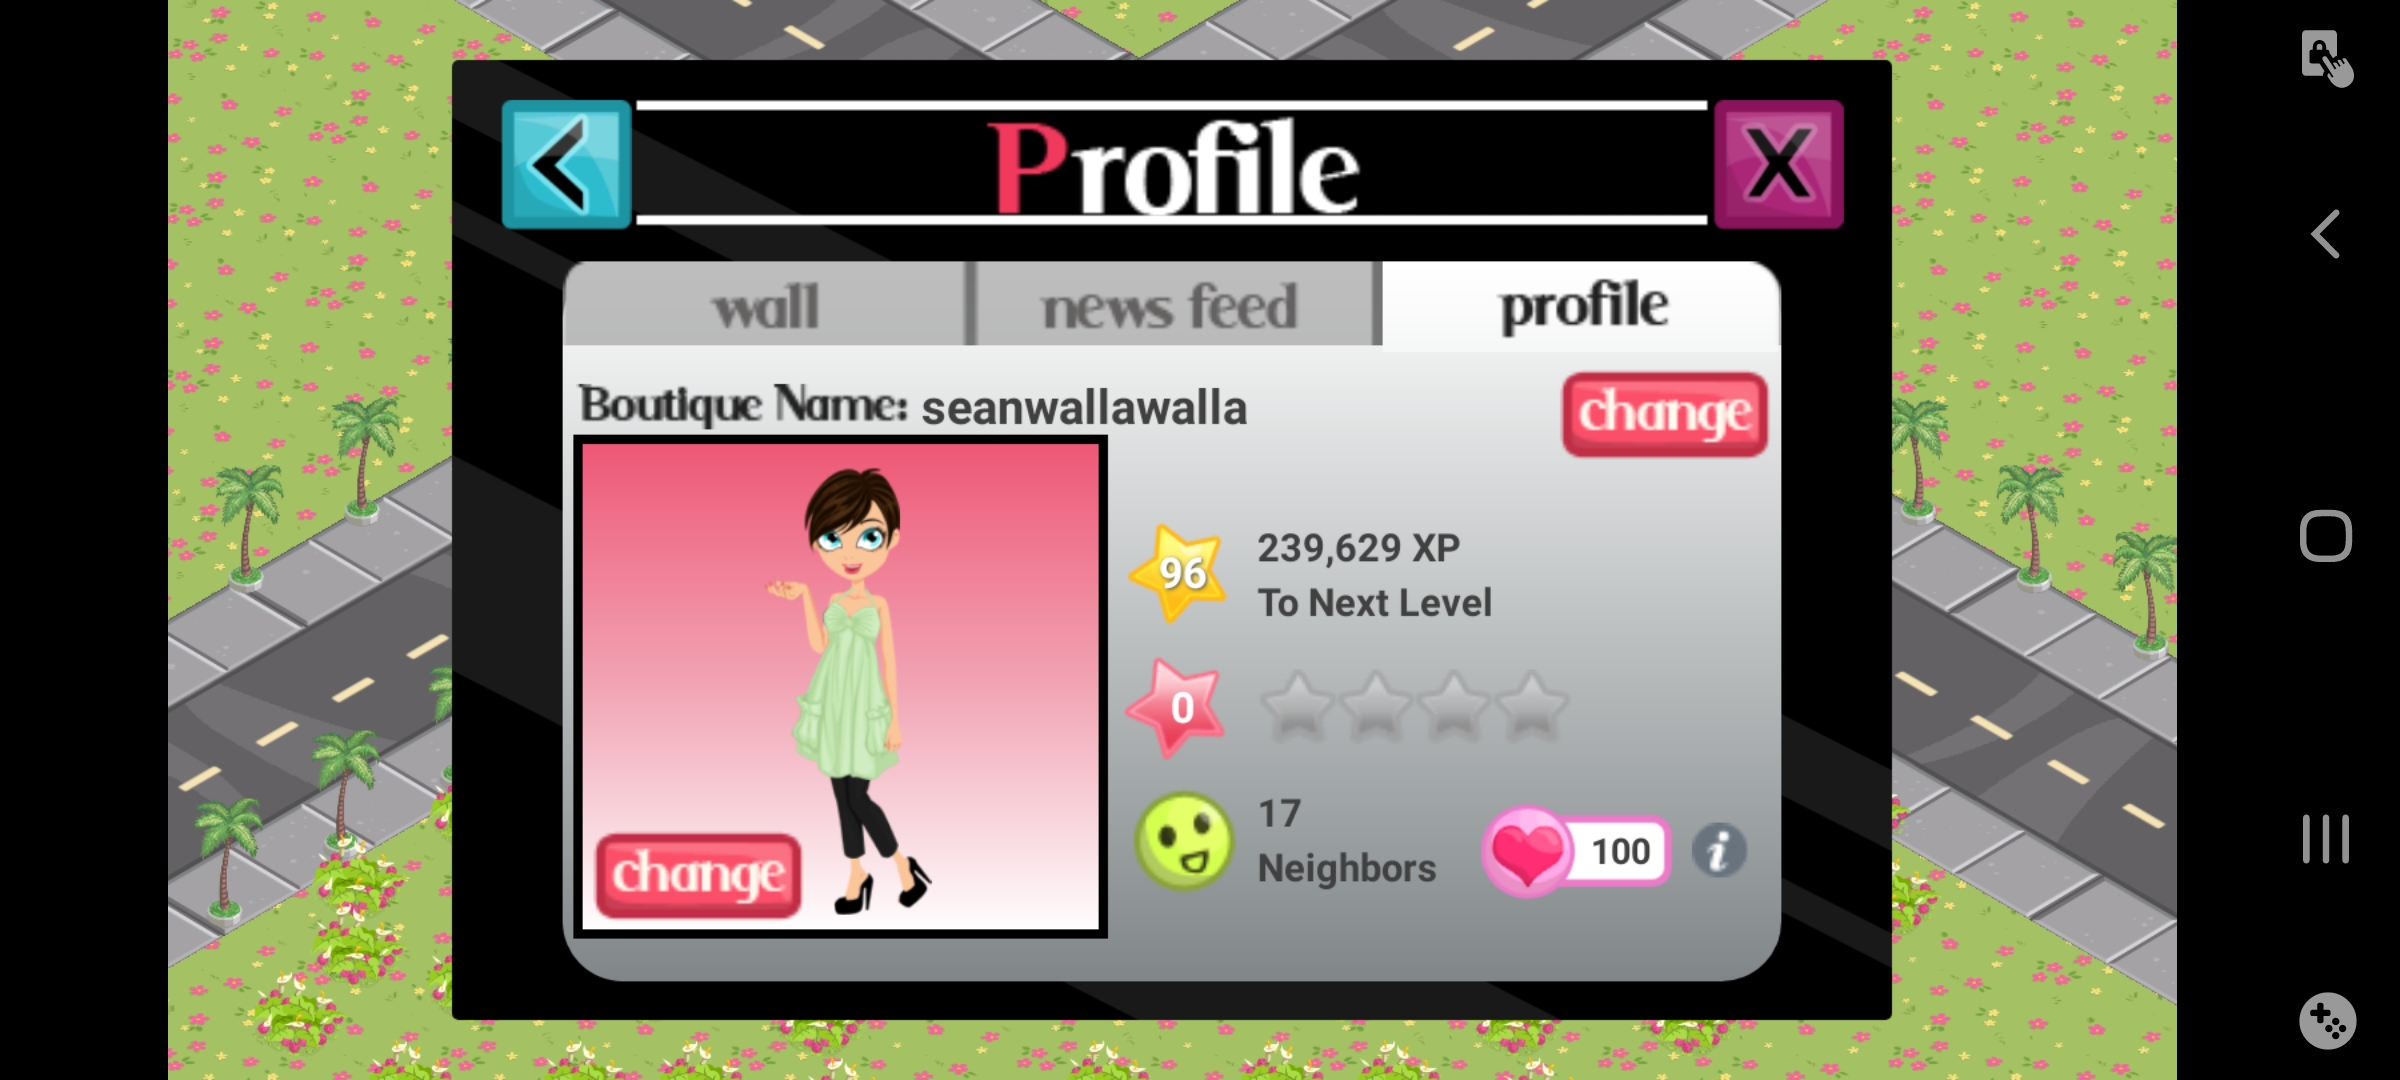 Profile
X
wall
news feed
profile
Boutique Name: seanwallawalla
change
96
239,629 XP
To Next Level
0
17
Neighbors
100
i
change